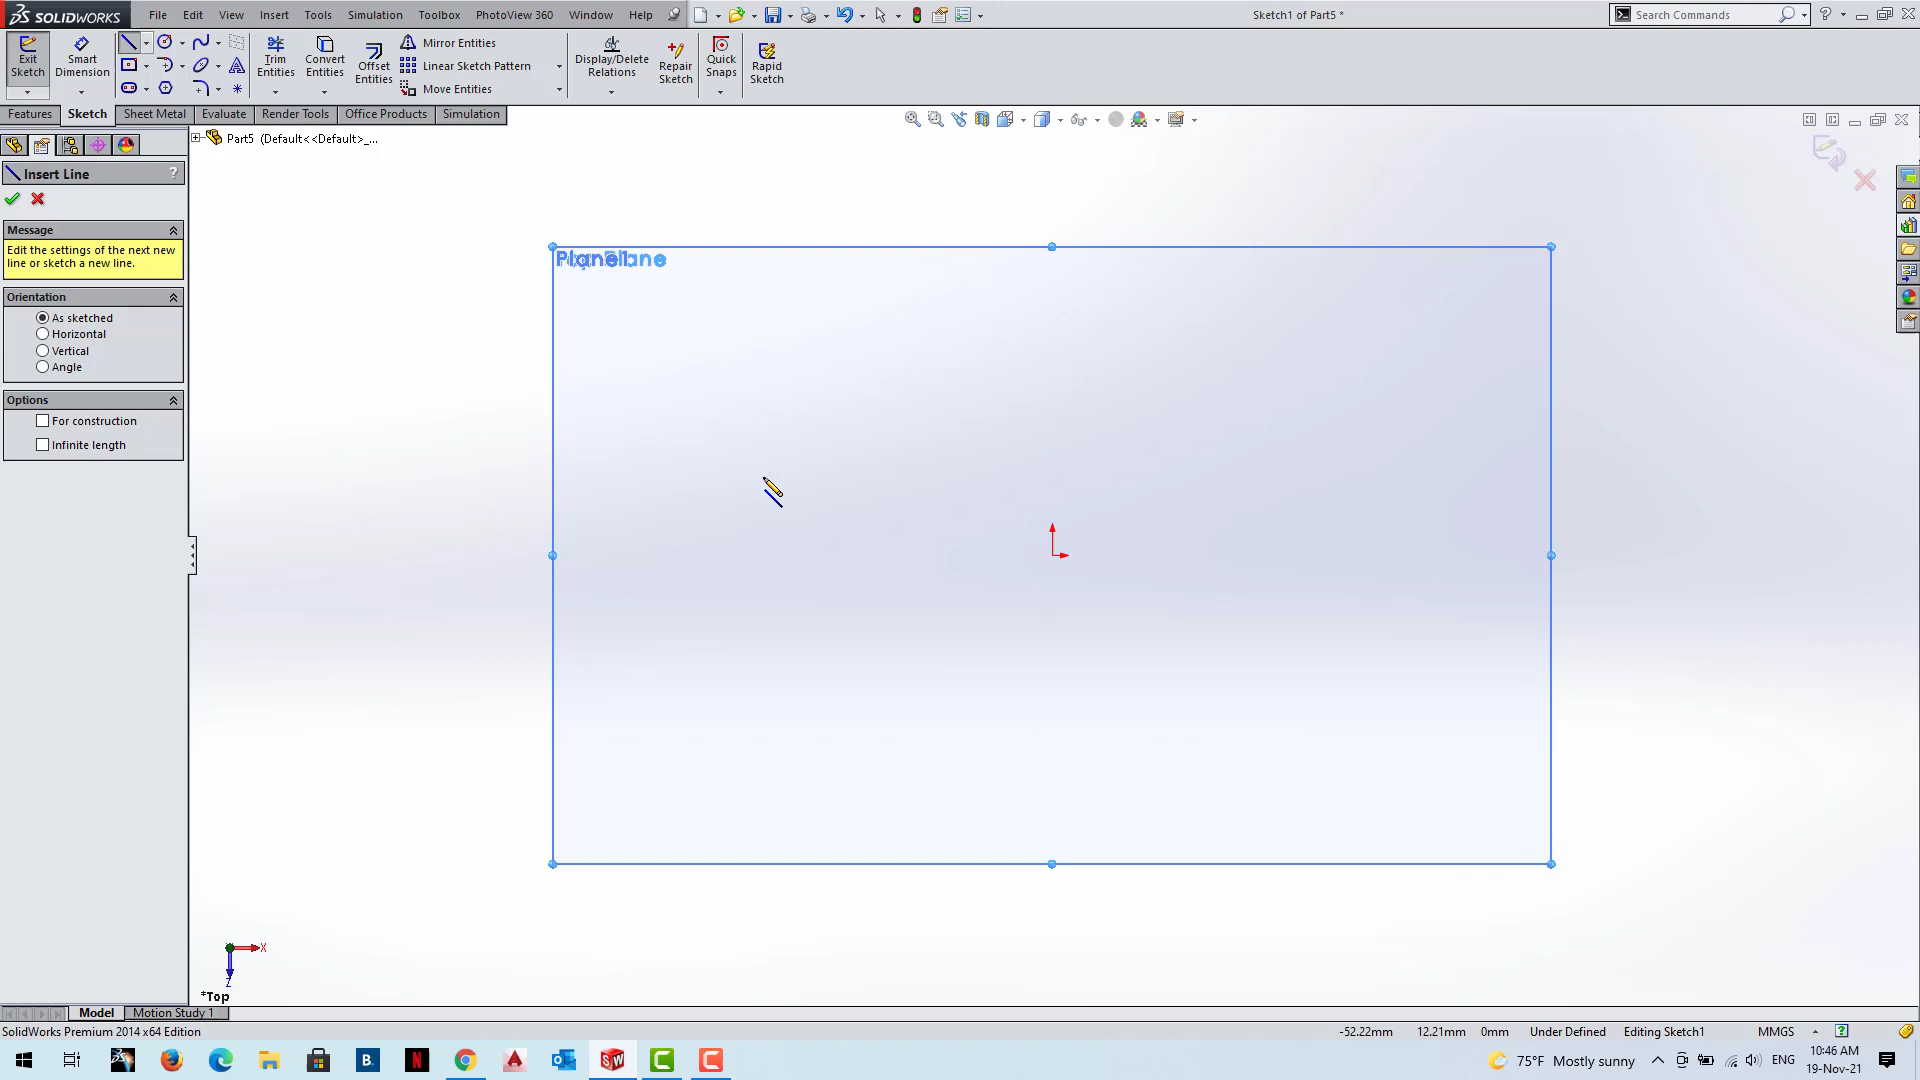 SOLIDWORKS File Edit View Insert Tools Simulation Toolbox PhotoView 360 Window Help Sketch1 of Part5 * Search Commands
Exit Sketch
Smart Dimension
Trim Entities
Convert Entities
Offset Entities
Mirror Entities
Linear Sketch Pattern
Move Entities
Display/Delete Relations
Repair Sketch
Quick Snaps
Rapid Sketch
Features Sketch Sheet Metal Evaluate Render Tools Office Products Simulation
Part5 (Default<<Default>_...
Insert Line ?
Message
Edit the settings of the next new
line or sketch a new line.
Orientation
As sketched
Horizontal
Vertical
Angle
Options
For construction
Infinite length
X
Z
*Top
Model Motion Study 1
SolidWorks Premium 2014 x64 Edition -52.22mm 12.21mm 0mm Under Defined Editing Sketch1 MMGS
75°F Mostly sunny ENG 10:46 AM
19-Nov-21